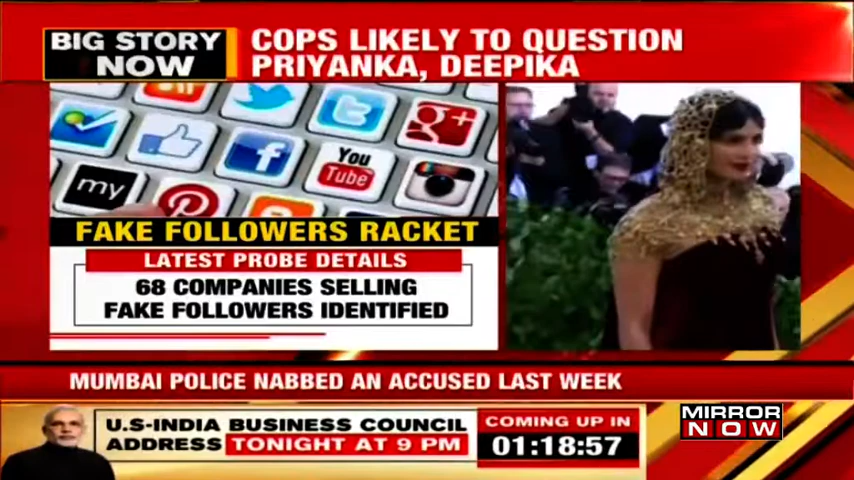 BIG STORY
NOW
COPS LIKELY TO QUESTION
PRIYANKA, DEEPIKA
my
You
Tube
g+
f
t
FAKE FOLLOWERS RACKET
LATEST PROBE DETAILS
68 COMPANIES SELLING
FAKE FOLLOWERS IDENTIFIED
MUMBAI POLICE NABBED AN ACCUSED LAST WEEK
U.S-INDIA BUSINESS COUNCIL
ADDRESS TONIGHT AT 9 PM
COMING UP IN
01:18:57
MIRROR
NOW